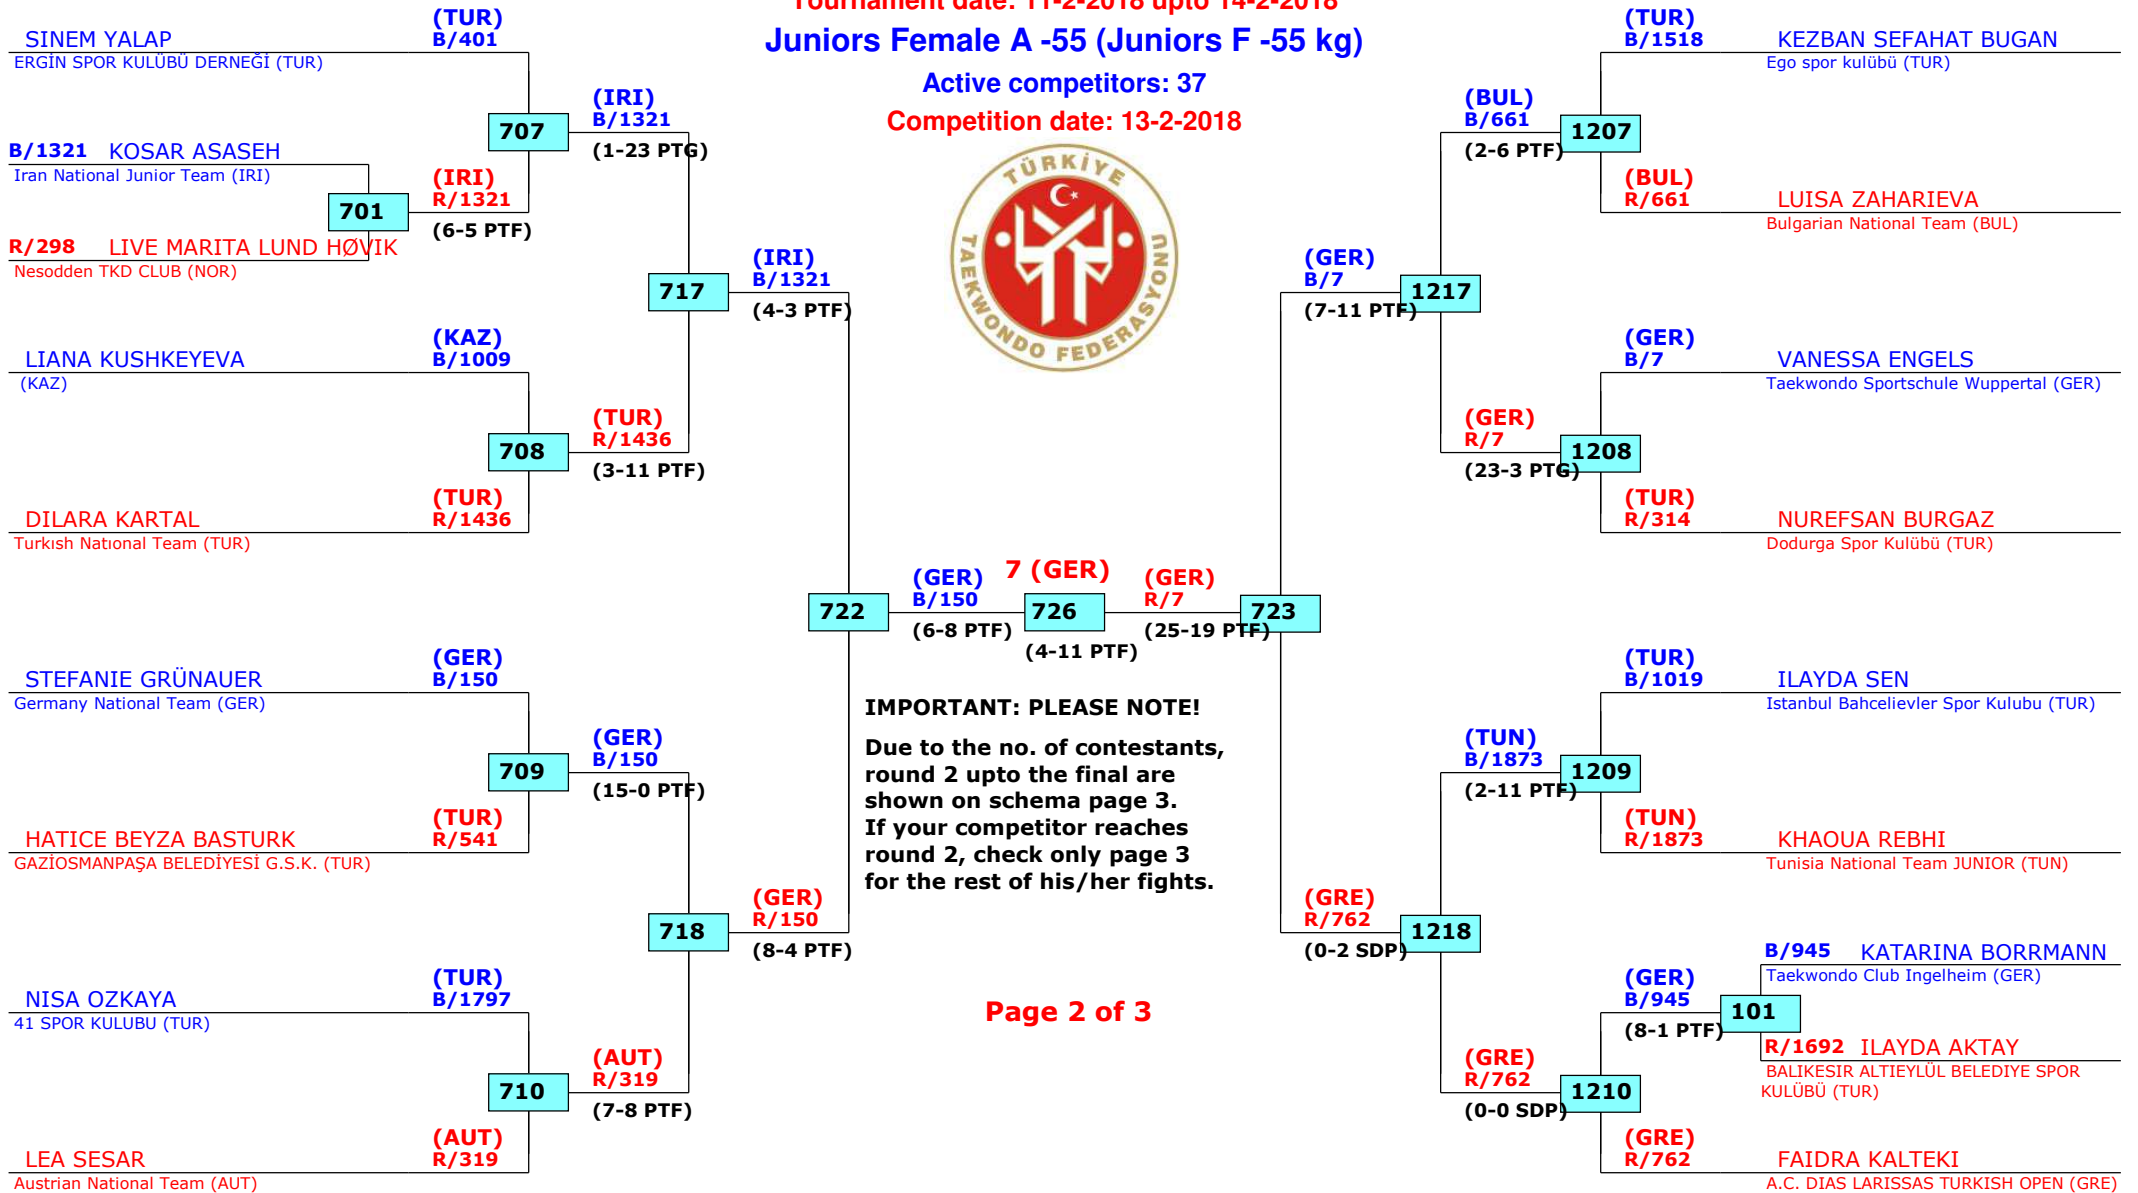 Tournament date: 11-2-2018 upto 14-2-2018
Juniors Female A -55 (Juniors F -55 kg)
Active competitors: 37
Competition date: 13-2-2018
TÜRKİYE
TAEKWONDO FEDERASYONU
SINEM YALAP
ERGİN SPOR KULÜBÜ DERNEĞİ (TUR)
(TUR)
B/401
707
(IRI)
B/1321
(1-23 PTG)
B/1321 KOSAR ASASEH
Iran National Junior Team (IRI)
701
(IRI)
R/1321
(6-5 PTF)
R/298 LIVE MARITA LUND HØVIK
Nesodden TKD CLUB (NOR)
717
(IRI)
B/1321
(4-3 PTF)
LIANA KUSHKEYEVA
(KAZ)
(KAZ)
B/1009
708
(TUR)
R/1436
(3-11 PTF)
DILARA KARTAL
Turkısh Natıonal Team (TUR)
(TUR)
R/1436
722
(GER)
B/150
(6-8 PTF)
7 (GER)
726
(4-11 PTF)
(GER)
R/7
(25-19 PTF)
723
STEFANIE GRÜNAUER
Germany National Team (GER)
(GER)
B/150
709
(GER)
B/150
(15-0 PTF)
HATICE BEYZA BASTURK
GAZİOSMANPAŞA BELEDİYESİ G.S.K. (TUR)
(TUR)
R/541
718
(GER)
R/150
(8-4 PTF)
NISA OZKAYA
41 SPOR KULUBU (TUR)
(TUR)
B/1797
710
(AUT)
R/319
(7-8 PTF)
LEA SESAR
Austrian National Team (AUT)
(AUT)
R/319
IMPORTANT: PLEASE NOTE!
Due to the no. of contestants,
round 2 upto the final are
shown on schema page 3.
If your competitor reaches
round 2, check only page 3
for the rest of his/her fights.
Page 2 of 3
(TUR)
B/1518
KEZBAN SEFAHAT BUGAN
Ego spor kulübü (TUR)
(BUL)
B/661
(2-6 PTF)
1207
(BUL)
R/661
LUISA ZAHARIEVA
Bulgarian National Team (BUL)
(GER)
B/7
(7-11 PTF)
1217
(GER)
B/7
VANESSA ENGELS
Taekwondo Sportschule Wuppertal (GER)
(GER)
R/7
(23-3 PTG)
1208
(TUR)
R/314
NUREFSAN BURGAZ
Dodurga Spor Kulübü (TUR)
(TUR)
B/1019
ILAYDA SEN
Istanbul Bahcelievler Spor Kulubu (TUR)
(TUN)
B/1873
(2-11 PTF)
1209
(TUN)
R/1873
KHAOUA REBHI
Tunisia National Team JUNIOR (TUN)
(GRE)
R/762
(0-2 SDP)
1218
B/945 KATARINA BORRMANN
Taekwondo Club Ingelheim (GER)
(GER)
B/945
(8-1 PTF)
101
R/1692 ILAYDA AKTAY
BALIKESIR ALTIEYLÜL BELEDIYE SPOR
KULÜBÜ (TUR)
(GRE)
R/762
(0-0 SDP)
1210
(GRE)
R/762
FAIDRA KALTEKI
A.C. DIAS LARISSAS TURKISH OPEN (GRE)